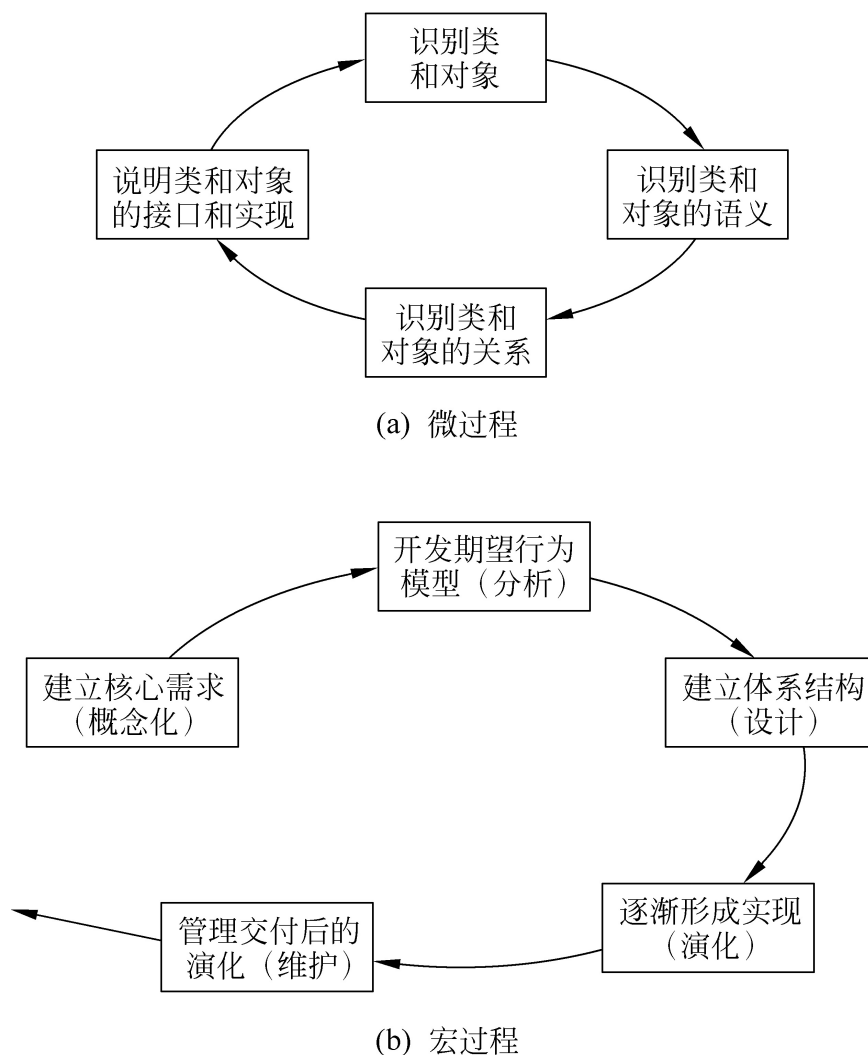 识别类
和对象
说明类和对象
的接口和实现
识别类和
对象的语义
识别类和
对象的关系
(a) 微过程
开发期望行为
模型（分析）
建立核心需求
（概念化）
建立体系结构
（设计）
逐渐形成实现
（演化）
管理交付后的
演化（维护）
(b) 宏过程